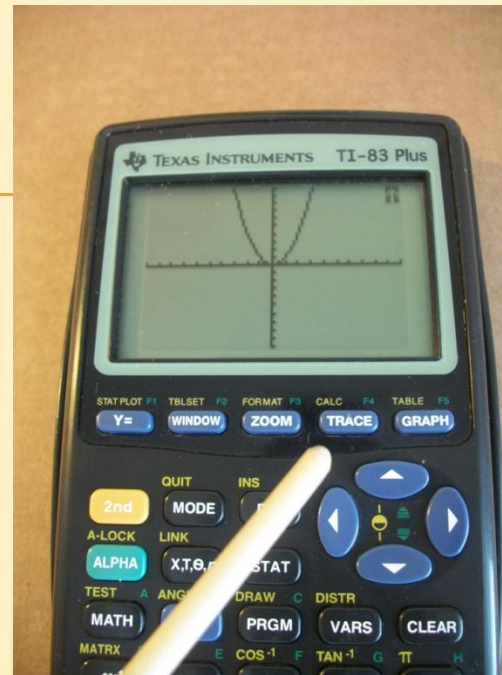 TEXAS INSTRUMENTS TI-83 Plus
STAT PLOT F1 TBLSET F2 FORMAT F3 CALC F4 TABLE F5
Y= WINDOW ZOOM TRACE GRAPH
QUIT INS
2nd MODE
A-LOCK LINK
ALPHA X,T,Θ, STAT
TEST A DRAW C DISTR
MATH PRGM VARS CLEAR
MATRX E COS-1 F TAN-1 G π H